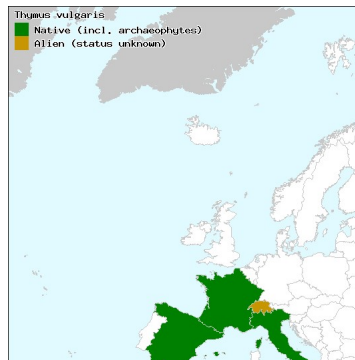 Thymus vulgaris
Native (incl. archaeophytes)
Alien (status unknown)